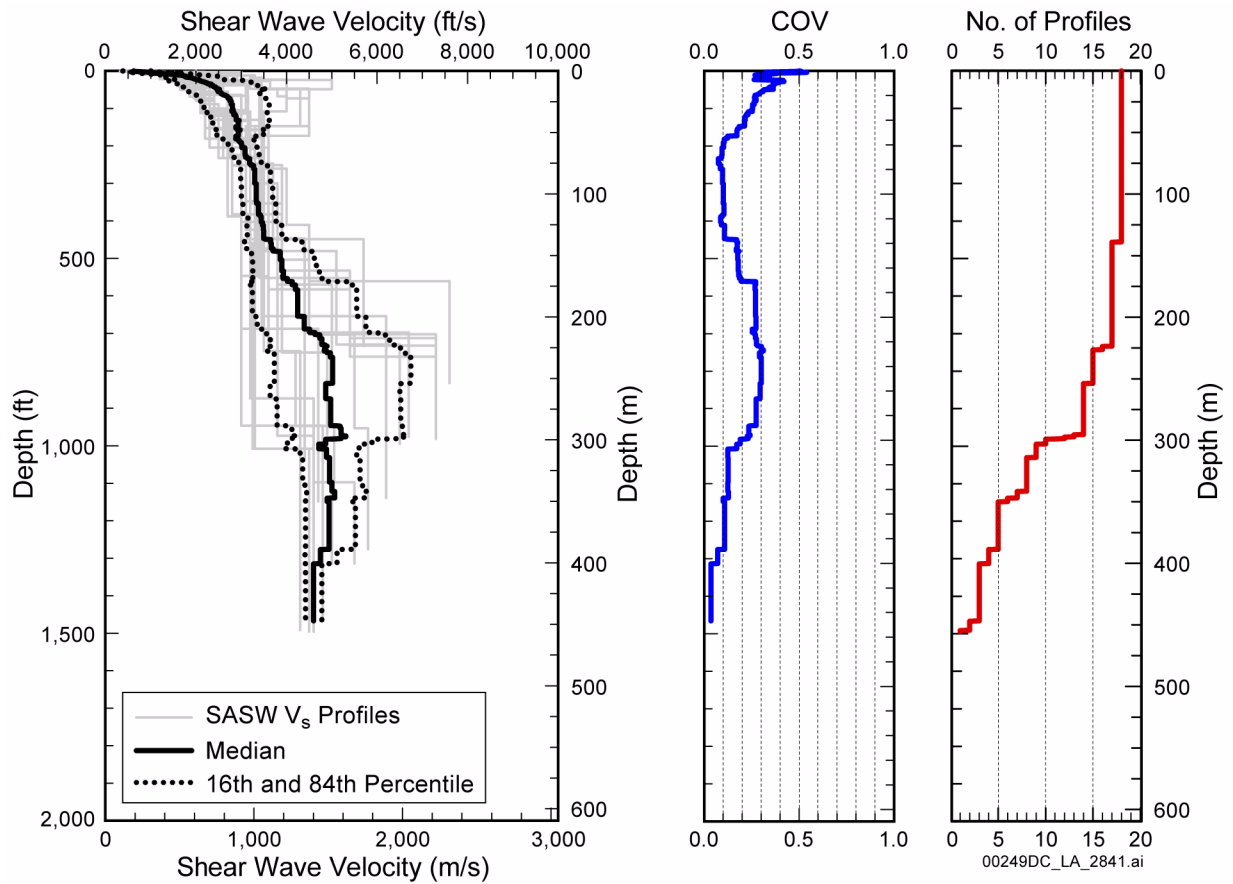 Shear Wave Velocity (ft/s)
0 2,000 4,000 6,000 8,000 10,000
0
500
1,000
1,500
2,000
Depth (ft)
0
100
200
300
400
500
600
Depth (m)
SASW Vs Profiles
Median
16th and 84th Percentile
0 1,000 2,000 3,000
Shear Wave Velocity (m/s)
COV
0.0 0.5 1.0
0.0 0.5 1.0
No. of Profiles
0 5 10 15 20
0
100
200
300
400
500
600
Depth (m)
0 5 10 15 20
00249DC_LA_2841.ai